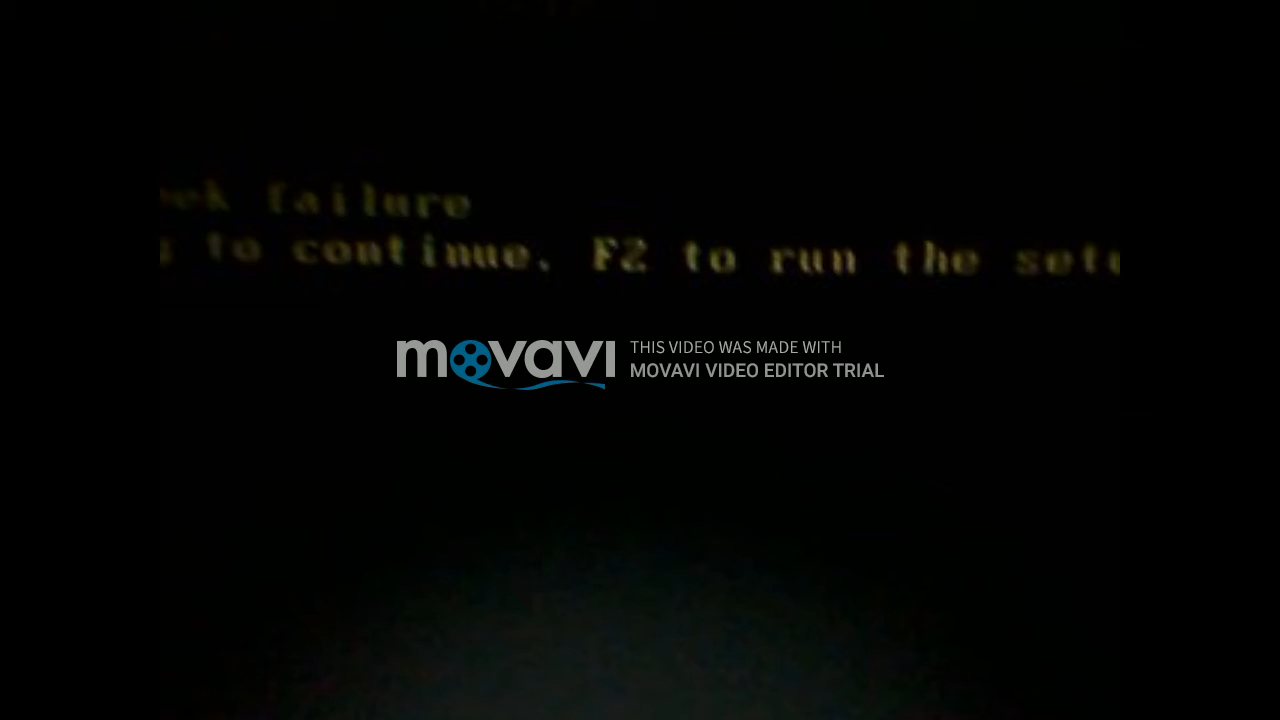 failure
to continue. F2 to run the
movavi
THIS VIDEO WAS MADE WITH
MOVAVI VIDEO EDITOR TRIAL